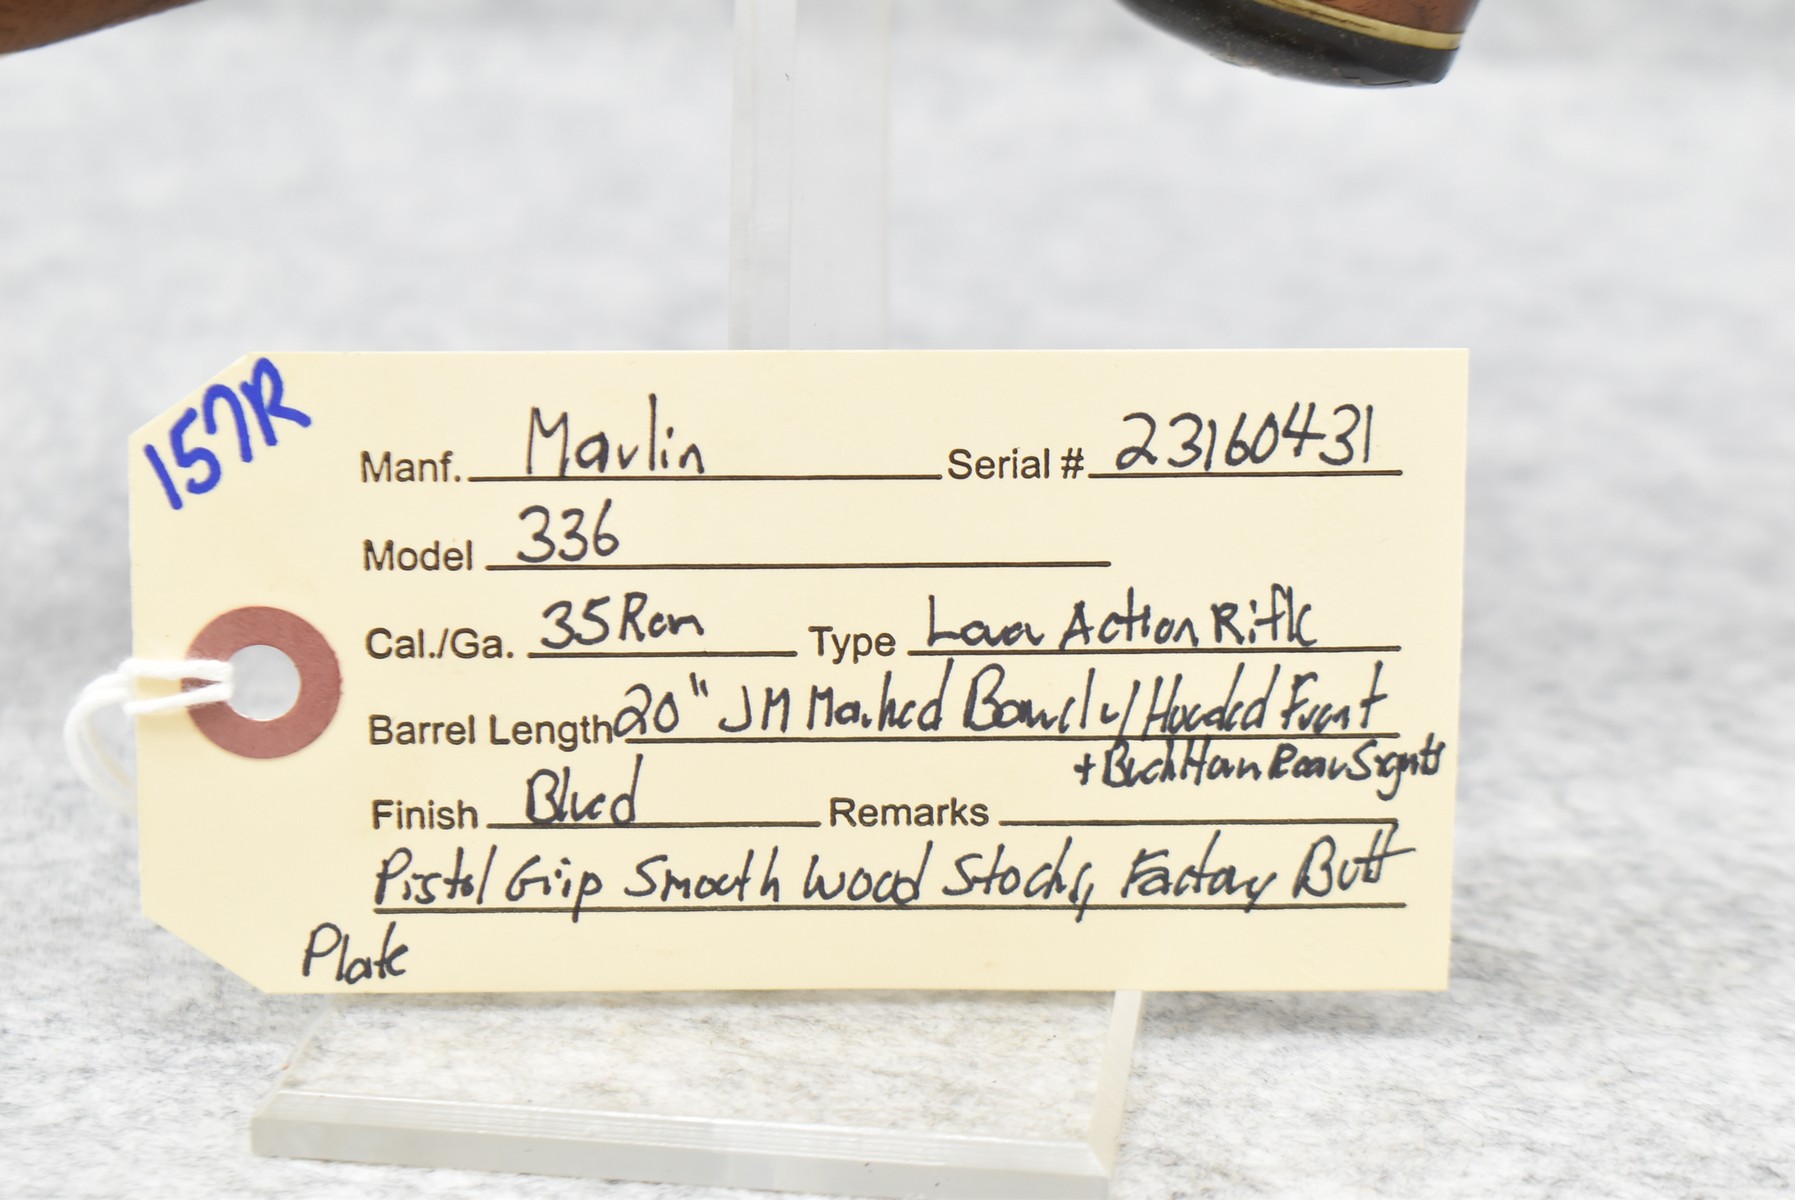 157R
Manf. Marlin Serial # 23160431
Model 336
Cal./Ga. 35 Rem Type Lever Action Rifle
Barrel Length 20" JM Marked Barrel w/ Hooded Front
+ Buckhorn Rear Sights
Finish Blued Remarks
Pistol Grip Smooth Wood Stocks, Factory Butt
Plate